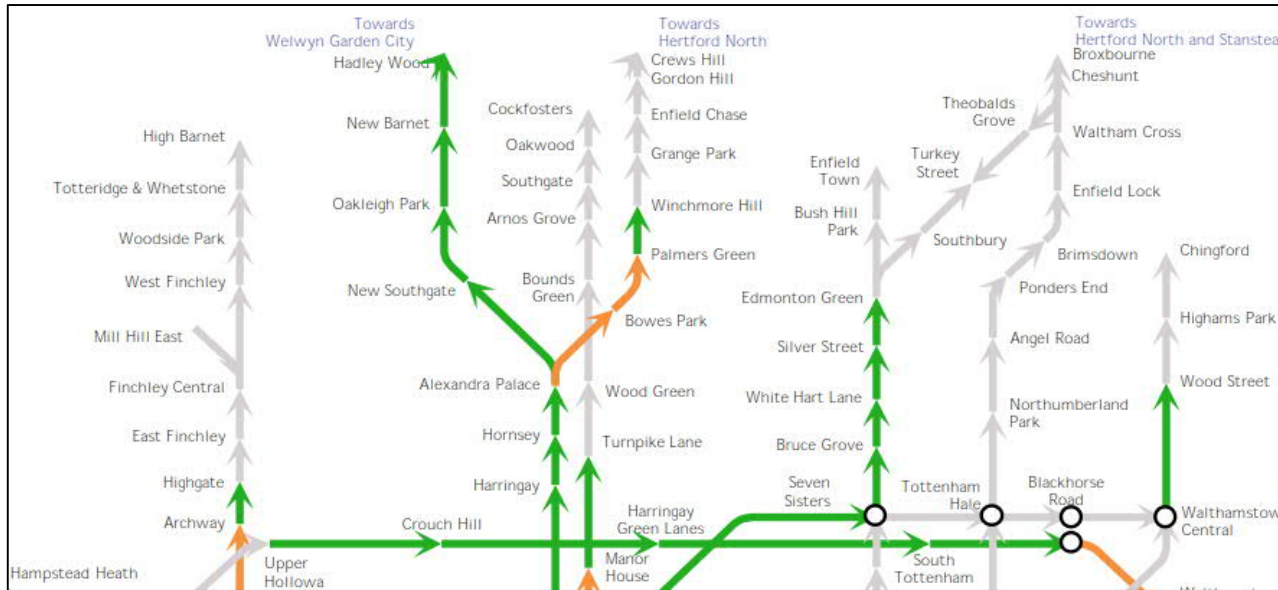 Towards
Welwyn Garden City
Hadley Wood
New Barnet
Oakleigh Park
New Southgate
Alexandra Palace
Hornsey
Harringay
Crouch Hill
High Barnet
Totteridge & Whetstone
Woodside Park
West Finchley
Mill Hill East
Finchley Central
East Finchley
Highgate
Archway
Hampstead Heath
Upper
Hollowa
Towards
Hertford North
Crews Hill
Gordon Hill
Enfield Chase
Grange Park
Winchmore Hill
Palmers Green
Bowes Park
Cockfosters
Oakwood
Southgate
Arnos Grove
Bounds
Green
Wood Green
Turnpike Lane
Harringay
Green Lanes
Manor
House
Enfield
Town
Bush Hill
Park
Edmonton Green
Silver Street
White Hart Lane
Bruce Grove
Seven
Sisters
Towards
Hertford North and Stanstea
Broxbourne
Cheshunt
Theobalds
Grove
Turkey
Street
Southbury
Waltham Cross
Enfield Lock
Brimsdown
Ponders End
Angel Road
Northumberland
Park
Tottenham
Hale
Blackhorse
Road
South
Tottenham
Chingford
Highams Park
Wood Street
Walthamstow
Central